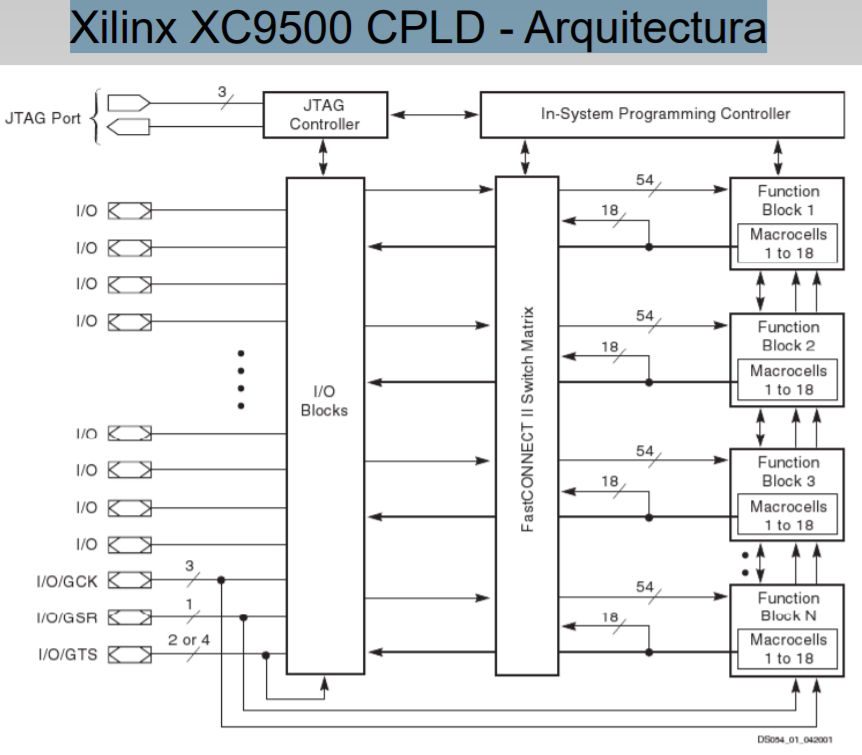 Xilinx XC9500 CPLD - Arquitectura
JTAG Port
3
JTAG
Controller
In-System Programming Controller
I/O
I/O
I/O
I/O
I/O
I/O
I/O
I/O
I/O/GCK
3
I/O/GSR
1
I/O/GTS
2 or 4
I/O
Blocks
FastCONNECT II Switch Matrix
54
18
Function
Block 1
Macrocells
1 to 18
54
18
Function
Block 2
Macrocells
1 to 18
54
18
Function
Block 3
Macrocells
1 to 18
54
18
Function
Block N
Macrocells
1 to 18
DS054_01_042001